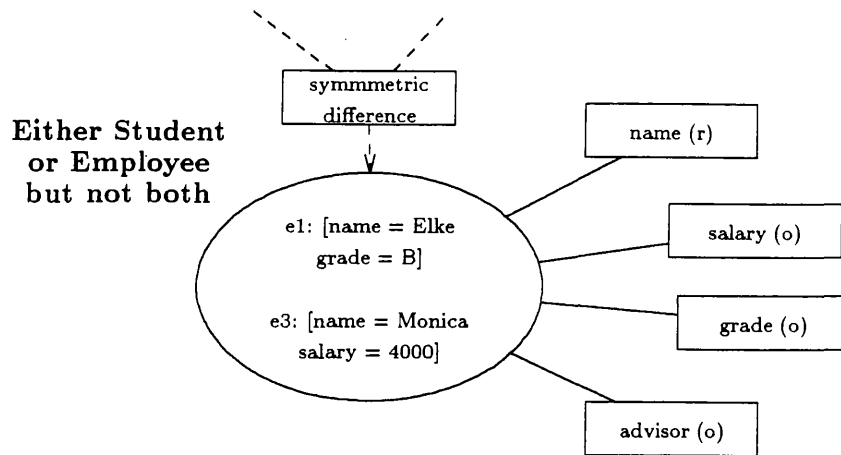 symmmetric
difference
Either Student
or Employee
but not both
name (r)
e1: [name = Elke
grade = B]
salary (o)
e3: [name = Monica
salary = 4000]
grade (o)
advisor (o)